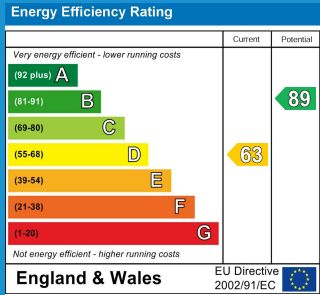 Energy Efficiency Rating
Current Potential
Very energy efficient - lower running costs
(92 plus) A
(81-91) B
89
(69-80) C
(55-68) D
63
(39-54) E
(21-38) F
(1-20) G
Not energy efficient - higher running costs
England & Wales
EU Directive
2002/91/EC